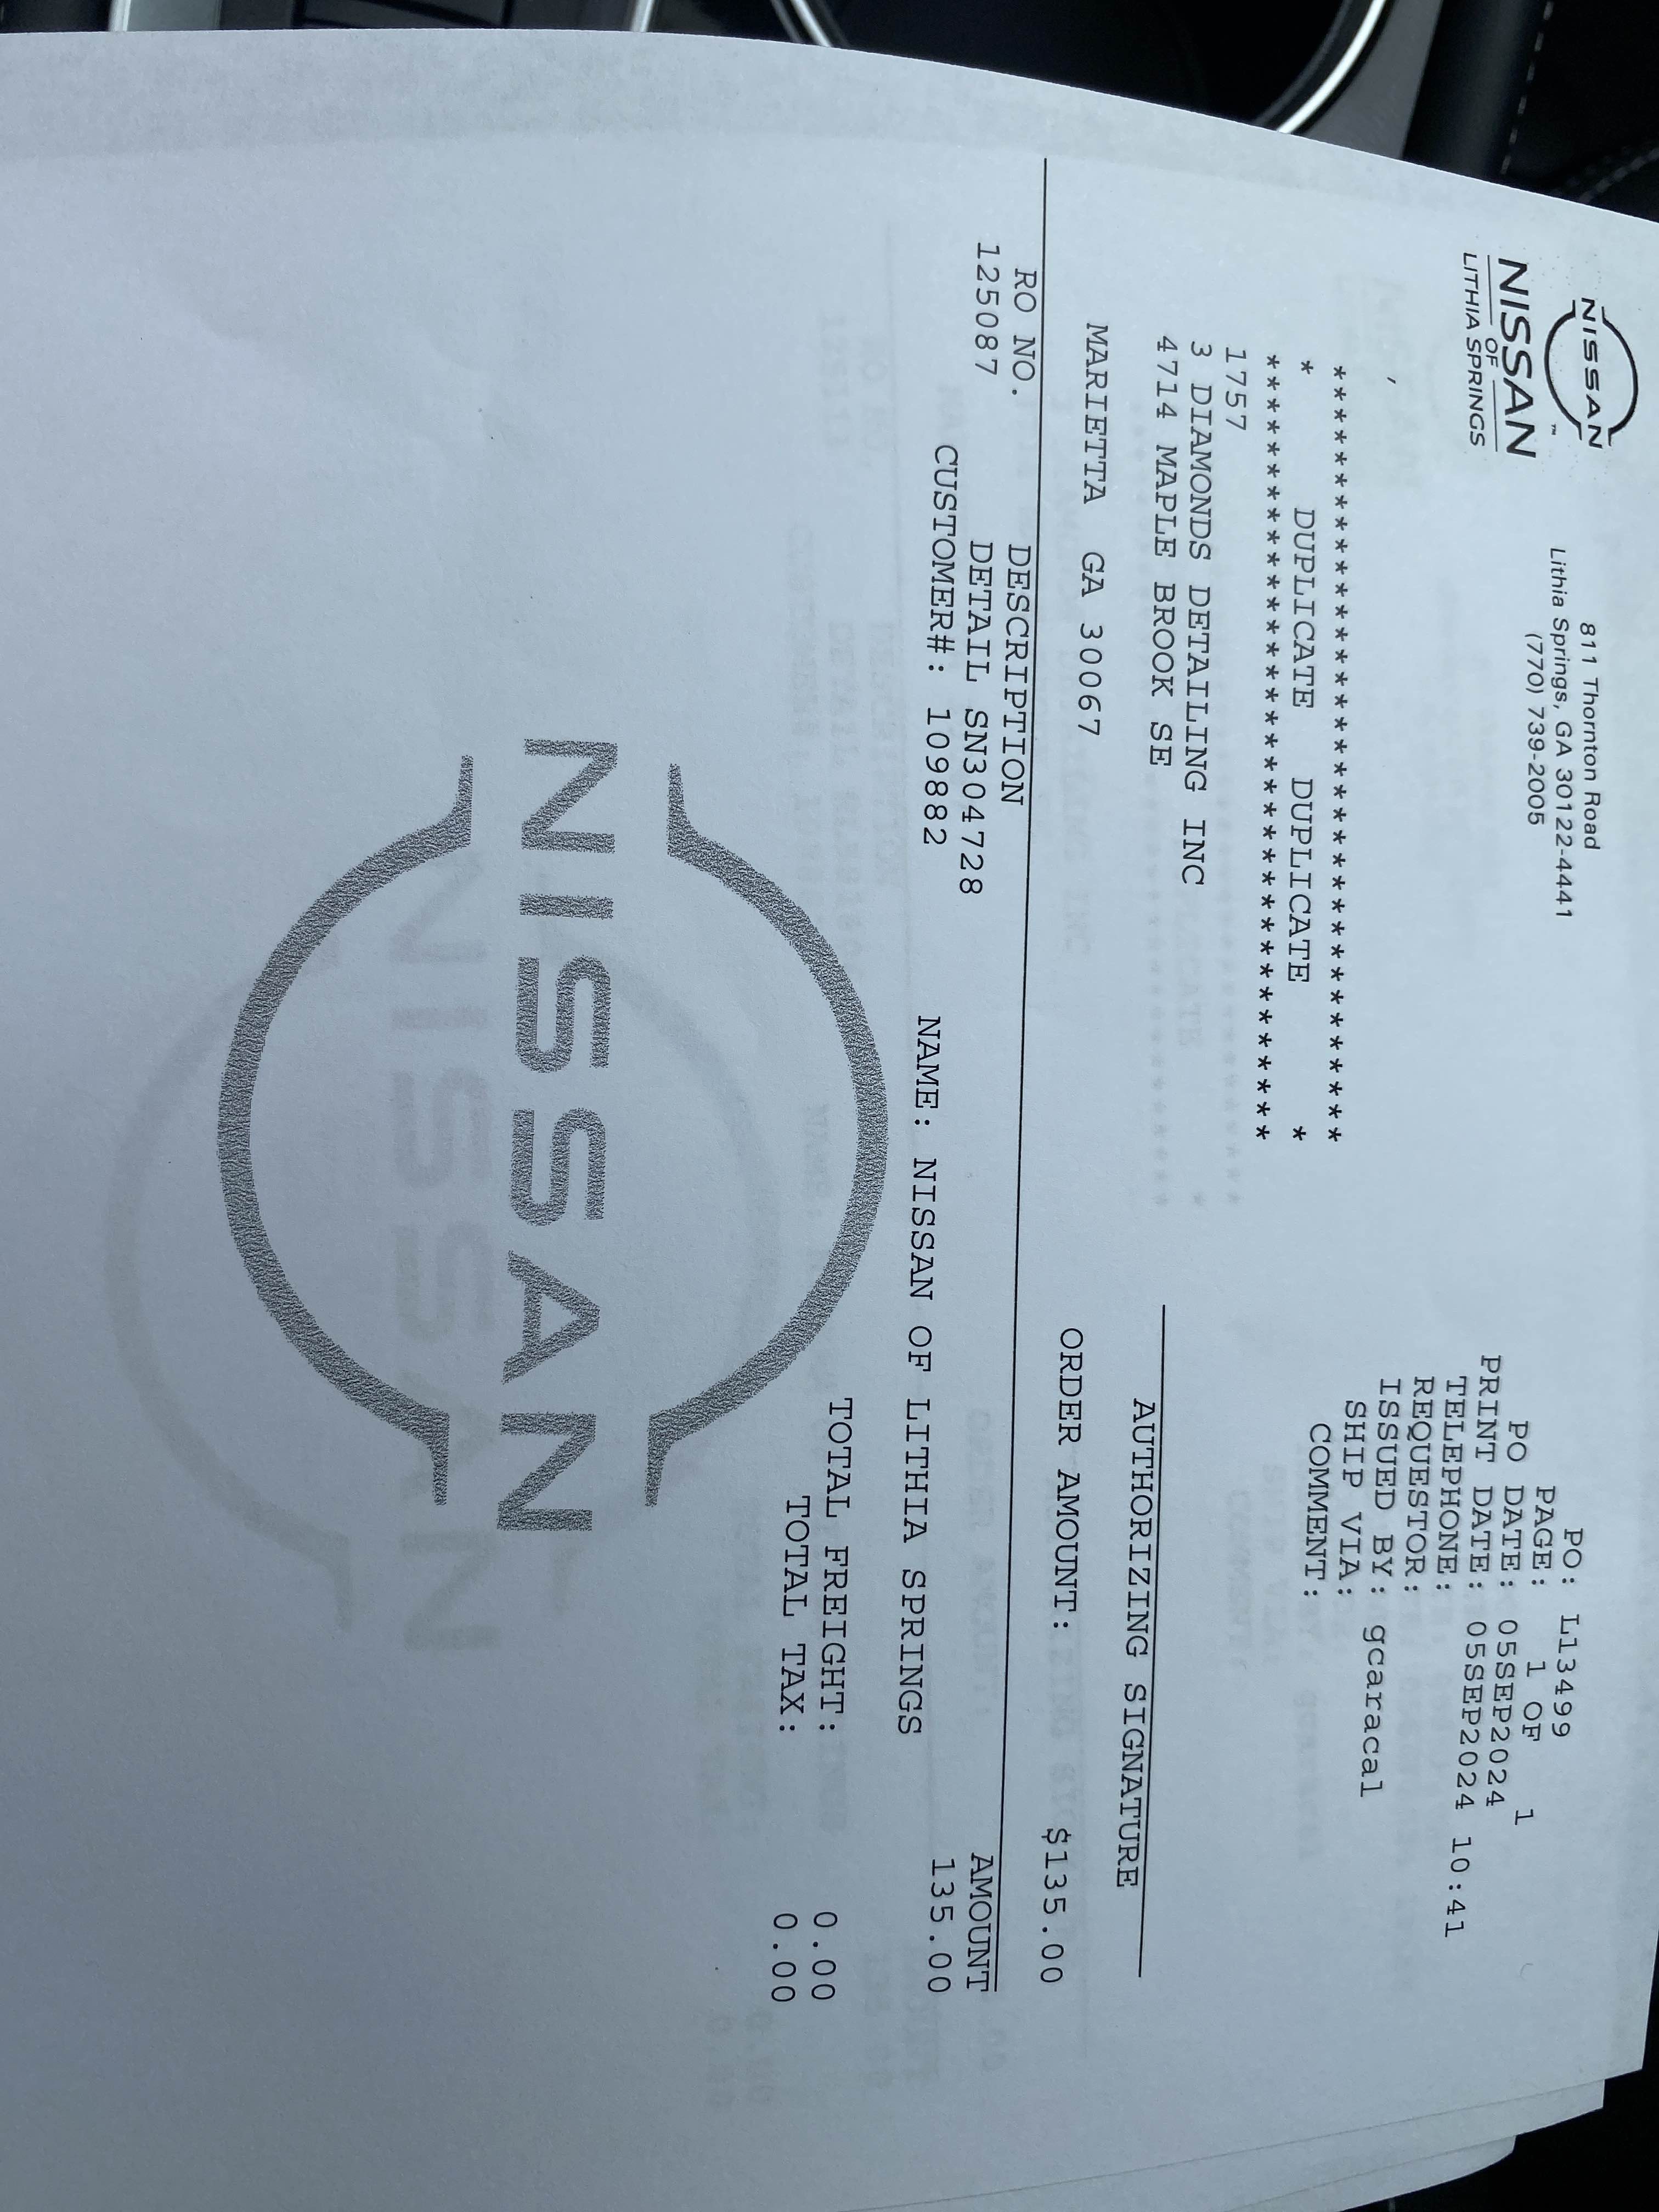 NISSAN
NISSAN
OF
LITHIA SPRINGS
811 Thornton Road
Lithia Springs, GA 30122-4441
(770) 739-2005
PO: L13499
PAGE: 1 OF 1
PO DATE: 05SEP2024
PRINT DATE: 05SEP2024 10:41
TELEPHONE:
REQUESTOR:
ISSUED BY: gcaracal
SHIP VIA:
COMMENT:
,
**********************************
* DUPLICATE DUPLICATE *
**********************************
1757
3 DIAMONDS DETAILING INC
4714 MAPLE BROOK SE
MARIETTA GA 30067
AUTHORIZING SIGNATURE
ORDER AMOUNT: $135.00
RO NO. DESCRIPTION AMOUNT
125087 DETAIL SN304728 135.00
CUSTOMER#: 109882 NAME: NISSAN OF LITHIA SPRINGS
TOTAL FREIGHT: 0.00
TOTAL TAX: 0.00
NISSAN